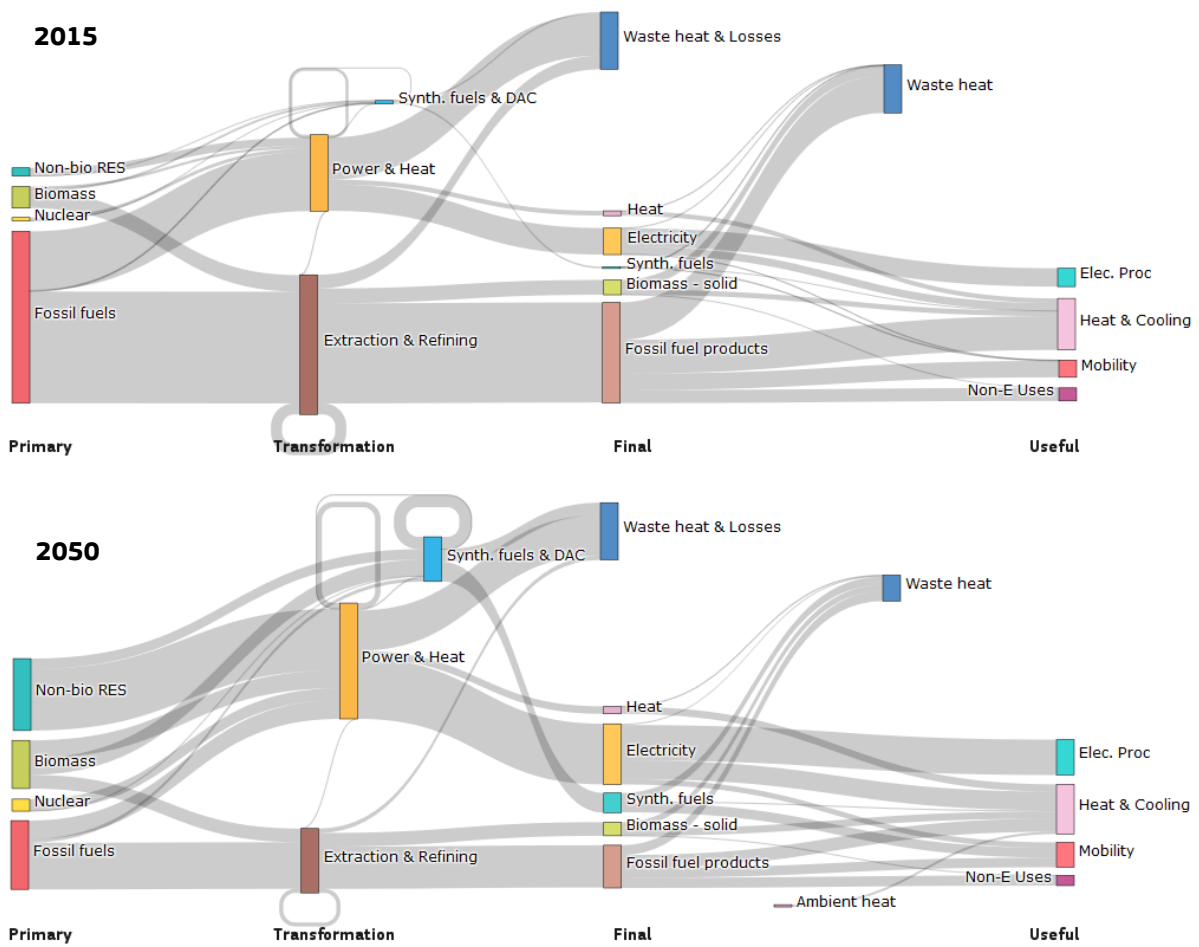 2015
Waste heat & Losses
Waste heat
Synth. fuels & DAC
Non-bio RES
Power & Heat
Biomass
Nuclear
Heat
Electricity
Synth. fuels
Elec. Proc
Biomass - solid
Fossil fuels
Heat & Cooling
Extraction & Refining
Fossil fuel products
Mobility
Non-E Uses
Primary
Transformation
Final
Useful
2050
Waste heat & Losses
Synth. fuels & DAC
Waste heat
Power & Heat
Non-bio RES
Heat
Electricity
Elec. Proc
Biomass
Nuclear
Synth. fuels
Heat & Cooling
Biomass - solid
Fossil fuels
Extraction & Refining
Fossil fuel products
Mobility
Non-E Uses
Ambient heat
Primary
Transformation
Final
Useful